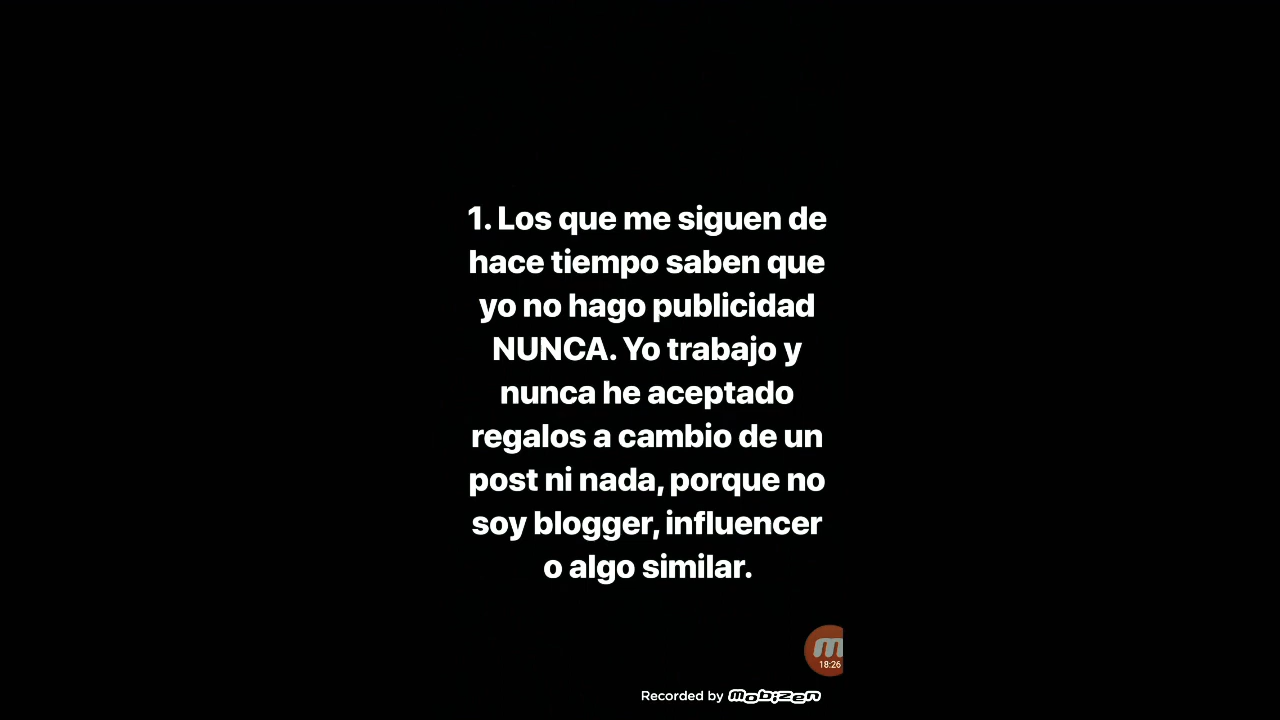 1. Los que me siguen de
hace tiempo saben que
yo no hago publicidad
NUNCA. Yo trabajo y
nunca he aceptado
regalos a cambio de un
post ni nada, porque no
soy blogger, influencer
o algo similar.
18:26
Recorded by Mobizen